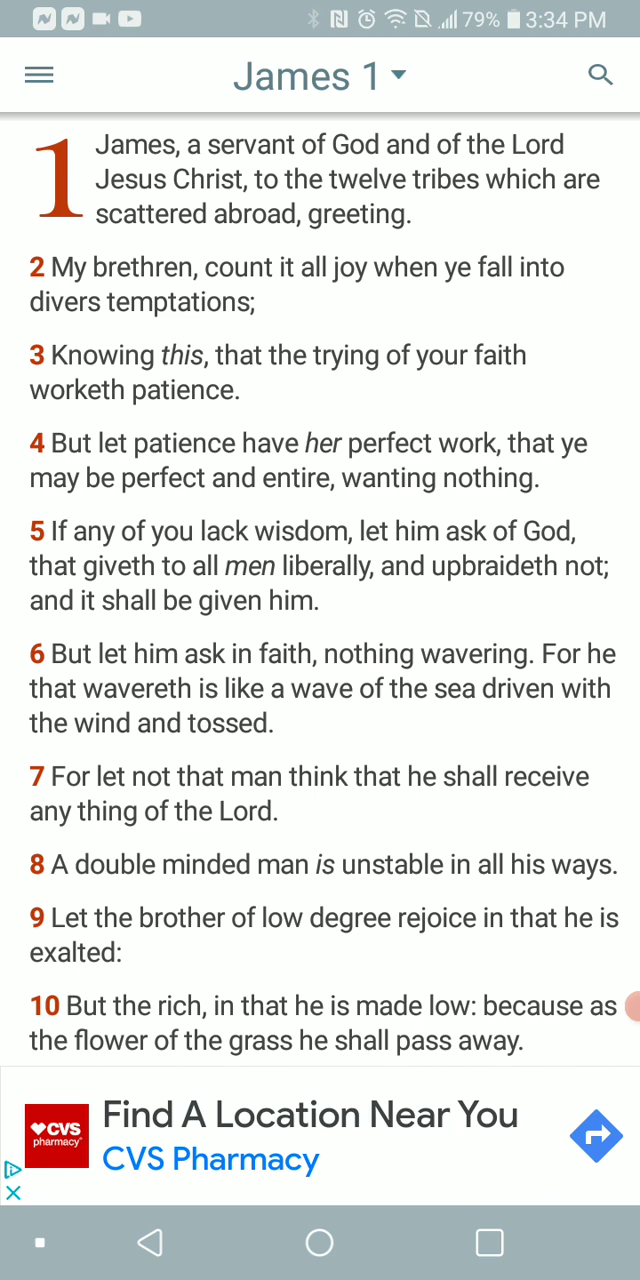 79% 3:34 PM
James 1
1 James, a servant of God and of the Lord
Jesus Christ, to the twelve tribes which are
scattered abroad, greeting.
2 My brethren, count it all joy when ye fall into
divers temptations;
3 Knowing this, that the trying of your faith
worketh patience.
4 But let patience have her perfect work, that ye
may be perfect and entire, wanting nothing.
5 If any of you lack wisdom, let him ask of God,
that giveth to all men liberally, and upbraideth not;
and it shall be given him.
6 But let him ask in faith, nothing wavering. For he
that wavereth is like a wave of the sea driven with
the wind and tossed.
7 For let not that man think that he shall receive
any thing of the Lord.
8 A double minded man is unstable in all his ways.
9 Let the brother of low degree rejoice in that he is
exalted:
10 But the rich, in that he is made low: because as
the flower of the grass he shall pass away.
CVS
pharmacy
Find A Location Near You
CVS Pharmacy